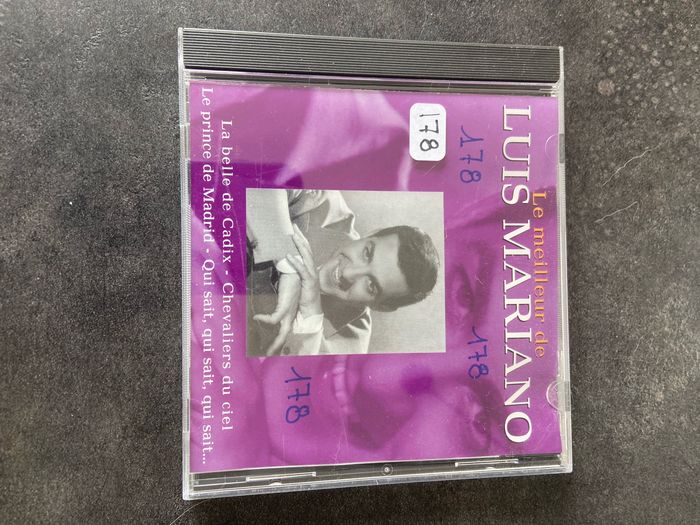 Le meilleur de
LUIS MARIANO
178
178
178
178
La belle de Cadix - Chevaliers du ciel
Le prince de Madrid - Qui sait, qui sait, qui sait...